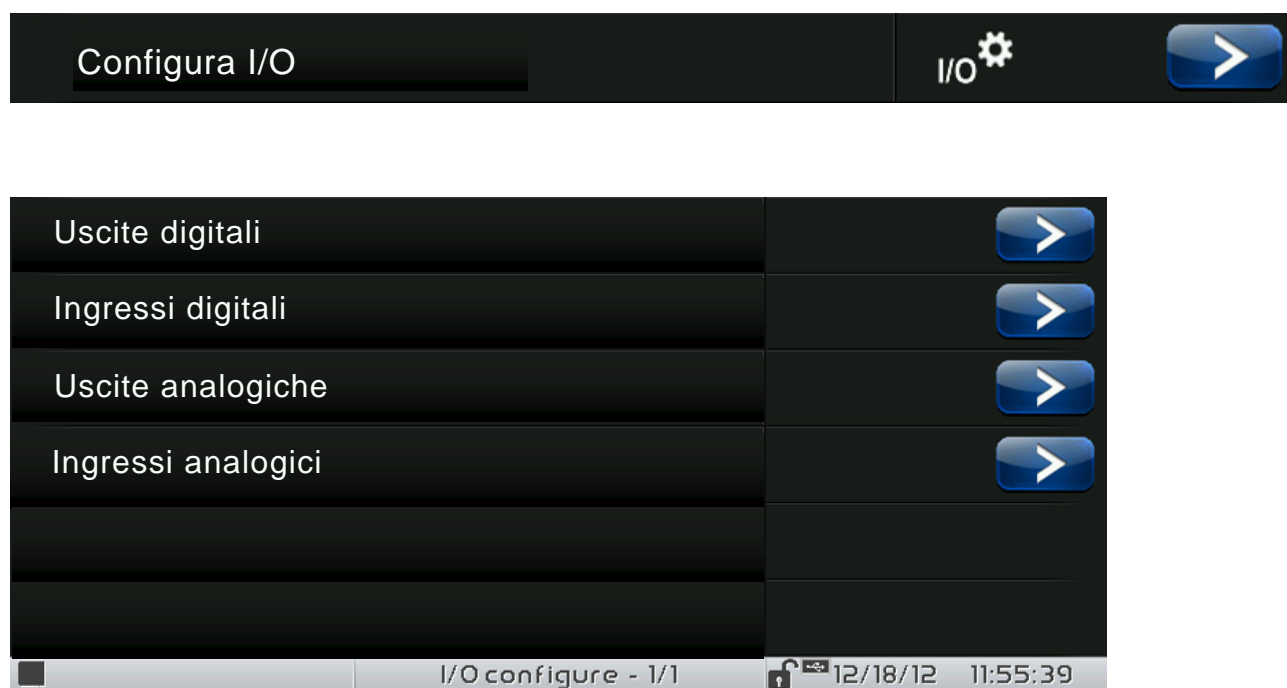 Configura I/O
I/O
Uscite digitali
Ingressi digitali
Uscite analogiche
Ingressi analogici
I/O configure - 1/1 12/18/12 11:55:39